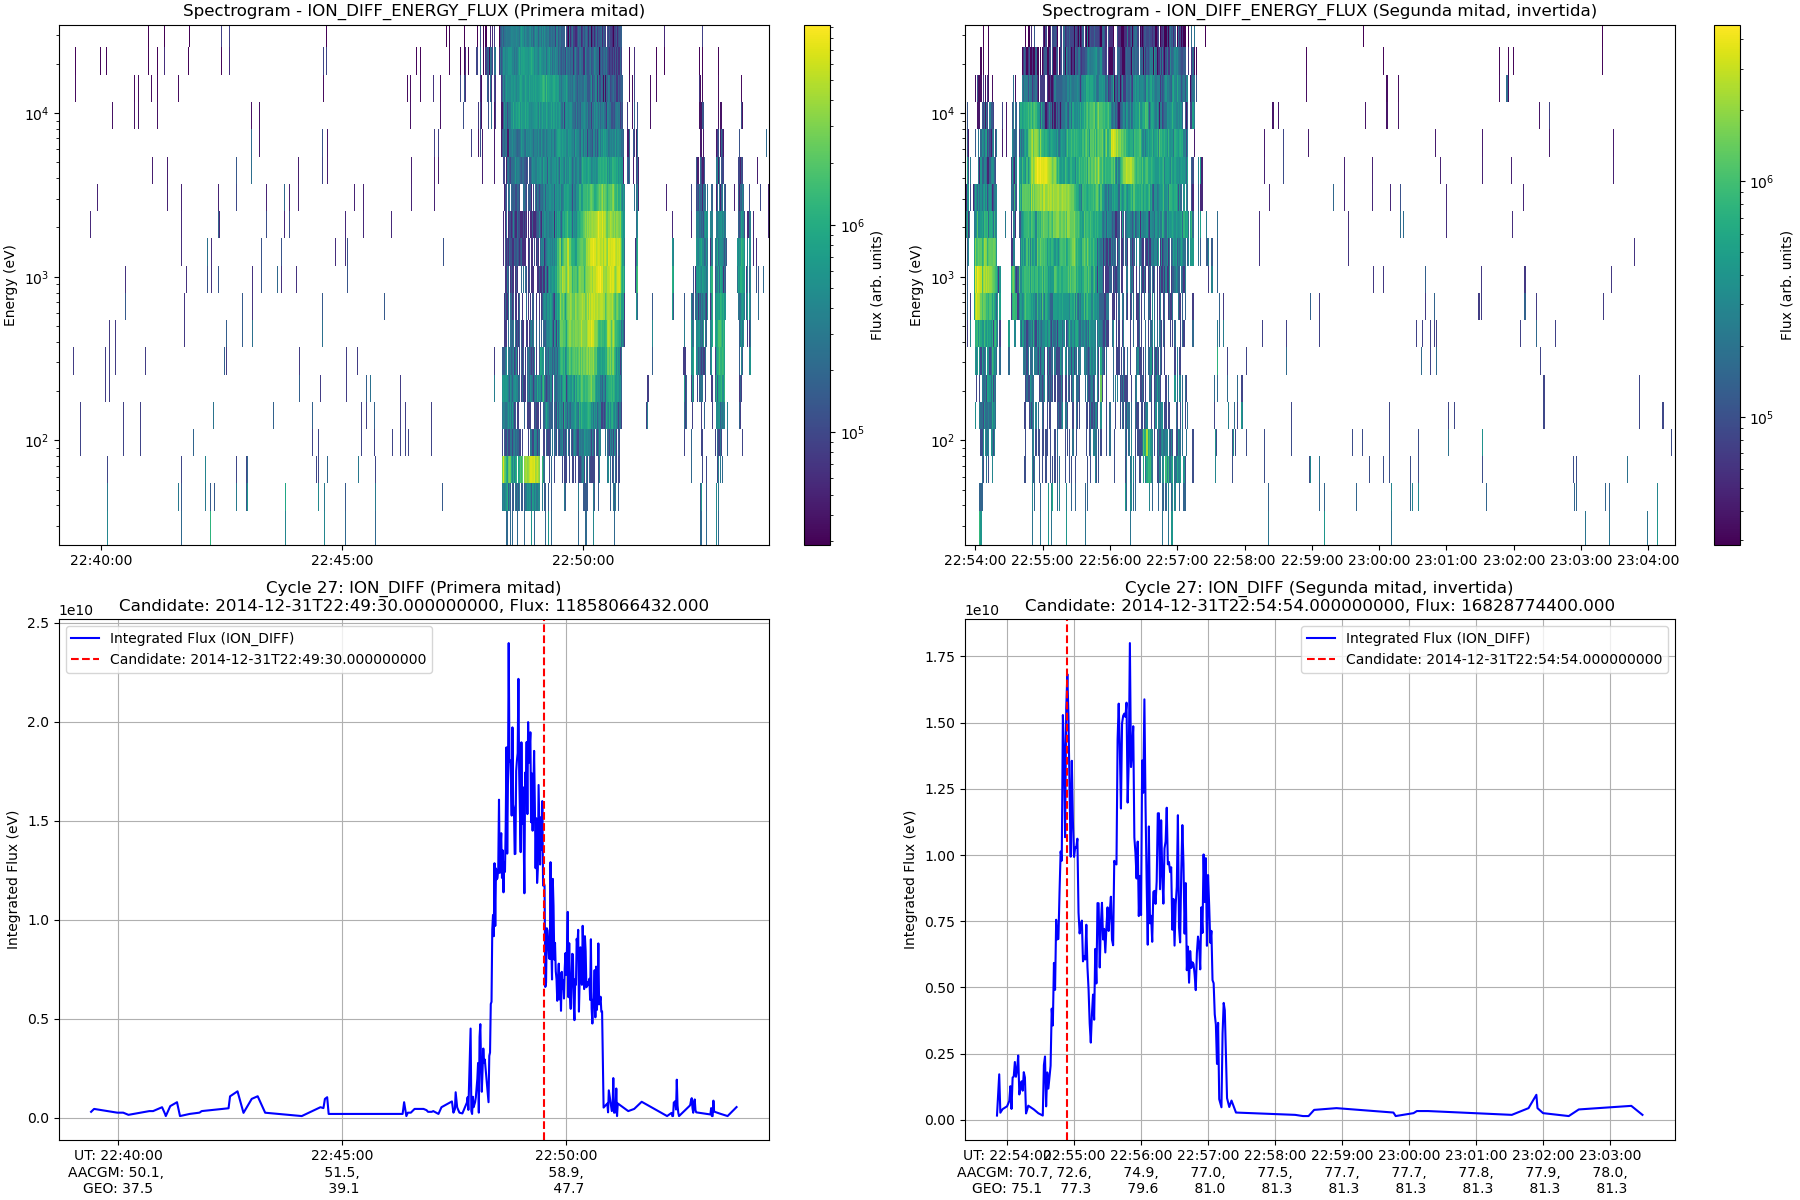 Spectrogram - ION_DIFF_ENERGY_FLUX (Primera mitad)
Energy (eV)
10⁴
10³
10²
22:40:00 22:45:00 22:50:00
10⁶
10⁵
Flux (arb. units)
Spectrogram - ION_DIFF_ENERGY_FLUX (Segunda mitad, invertida)
Energy (eV)
10⁴
10³
10²
22:54:00 22:55:00 22:56:00 22:57:00 22:58:00 22:59:00 23:00:00 23:01:00 23:02:00 23:03:00 23:04:00
10⁶
10⁵
Flux (arb. units)
Cycle 27: ION_DIFF (Primera mitad)
Candidate: 2014-12-31T22:49:30.000000000, Flux: 11858066432.000
1e10
Integrated Flux (ION_DIFF)
Candidate: 2014-12-31T22:49:30.000000000
Integrated Flux (eV)
2.5
2.0
1.5
1.0
0.5
0.0
UT: 22:40:00 22:45:00 22:50:00
AACGM: 50.1, 51.5, 58.9,
GEO: 37.5 39.1 47.7
Cycle 27: ION_DIFF (Segunda mitad, invertida)
Candidate: 2014-12-31T22:54:54.000000000, Flux: 16828774400.000
1e10
Integrated Flux (ION_DIFF)
Candidate: 2014-12-31T22:54:54.000000000
Integrated Flux (eV)
1.75
1.50
1.25
1.00
0.75
0.50
0.25
0.00
UT: 22:54:00 22:55:00 22:56:00 22:57:00 22:58:00 22:59:00 23:00:00 23:01:00 23:02:00 23:03:00
AACGM: 70.7, 72.6, 74.9, 77.0, 77.5, 77.7, 77.7, 77.8, 77.9, 78.0,
GEO: 75.1 77.3 79.6 81.0 81.3 81.3 81.3 81.3 81.3 81.3